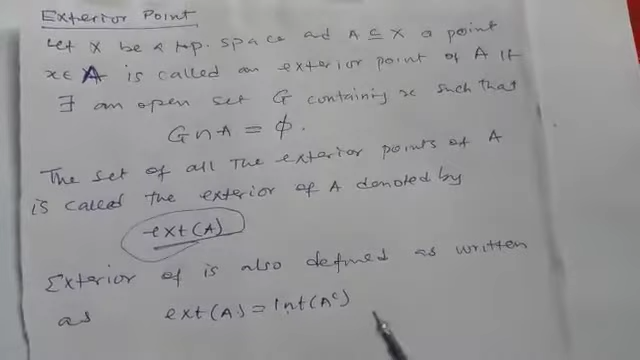 Exterior Point
Let X be a top. space ad A ⊆ X a point
x ∈ A is called an exterior point of A if
∃ an open set G containing x such that
G ∩ A = ϕ.
The set of all the exterior points of A
is called the exterior of A denoted by
ext(A)
Exterior of is also defined as written
as ext(A) = Int(Aᶜ)